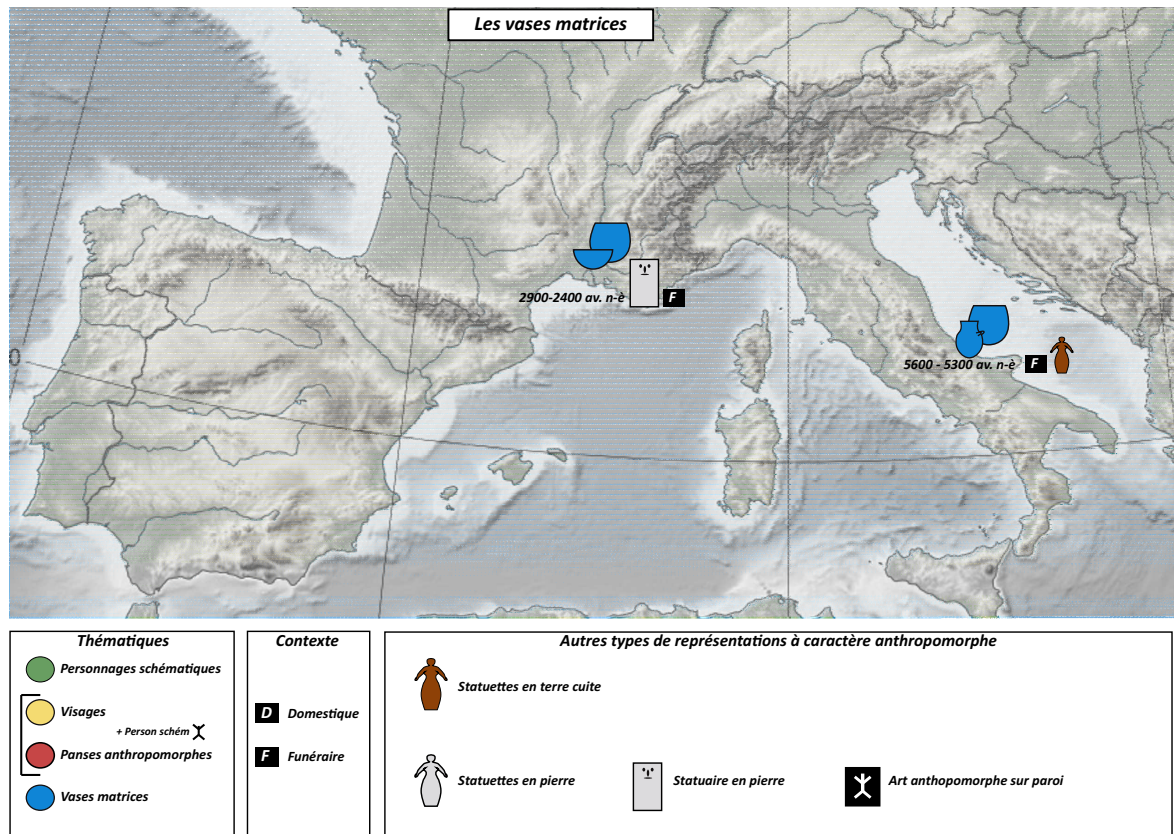 Les vases matrices
2900-2400 av. n-è F
5600 - 5300 av. n-è F
0
Thématiques
Personnages schématiques
Visages
+ Person schém
Panses anthropomorphes
Vases matrices
Contexte
D Domestique
F Funéraire
Autres types de représentations à caractère anthropomorphe
Statuettes en terre cuite
Statuettes en pierre
Statuaire en pierre
Art anthopomorphe sur paroi